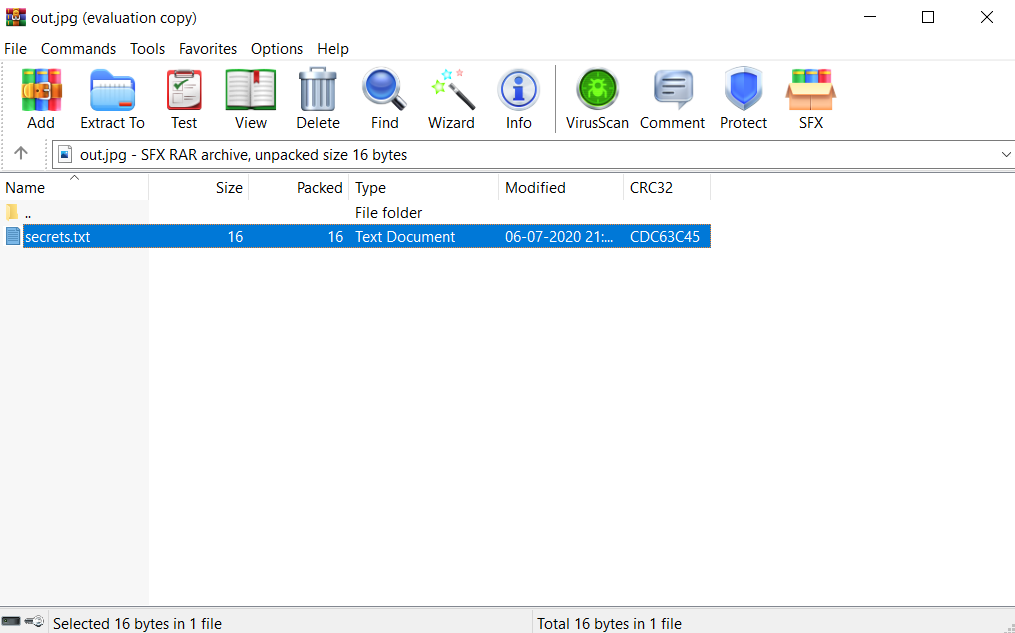 out.jpg (evaluation copy)
File Commands Tools Favorites Options Help
Add Extract To Test View Delete Find Wizard Info VirusScan Comment Protect SFX
out.jpg - SFX RAR archive, unpacked size 16 bytes
Name Size Packed Type Modified CRC32
.. File folder
secrets.txt 16 16 Text Document 06-07-2020 21:... CDC63C45
Selected 16 bytes in 1 file Total 16 bytes in 1 file